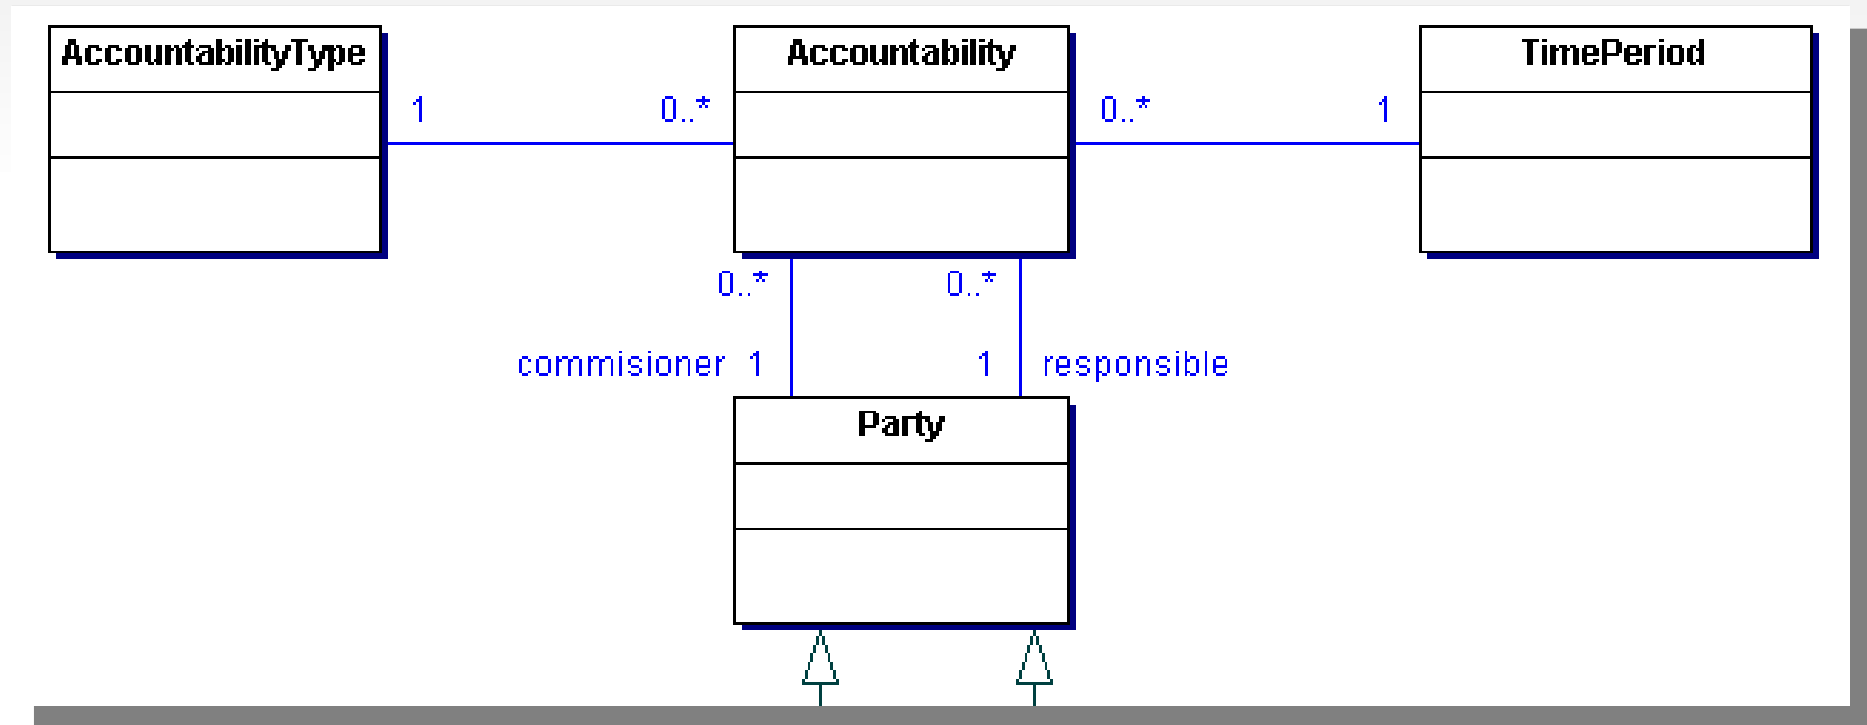 AccountabilityType
Accountability
TimePeriod
1
0..*
0..*
1
0..*
0..*
commisioner 1
1 responsible
Party